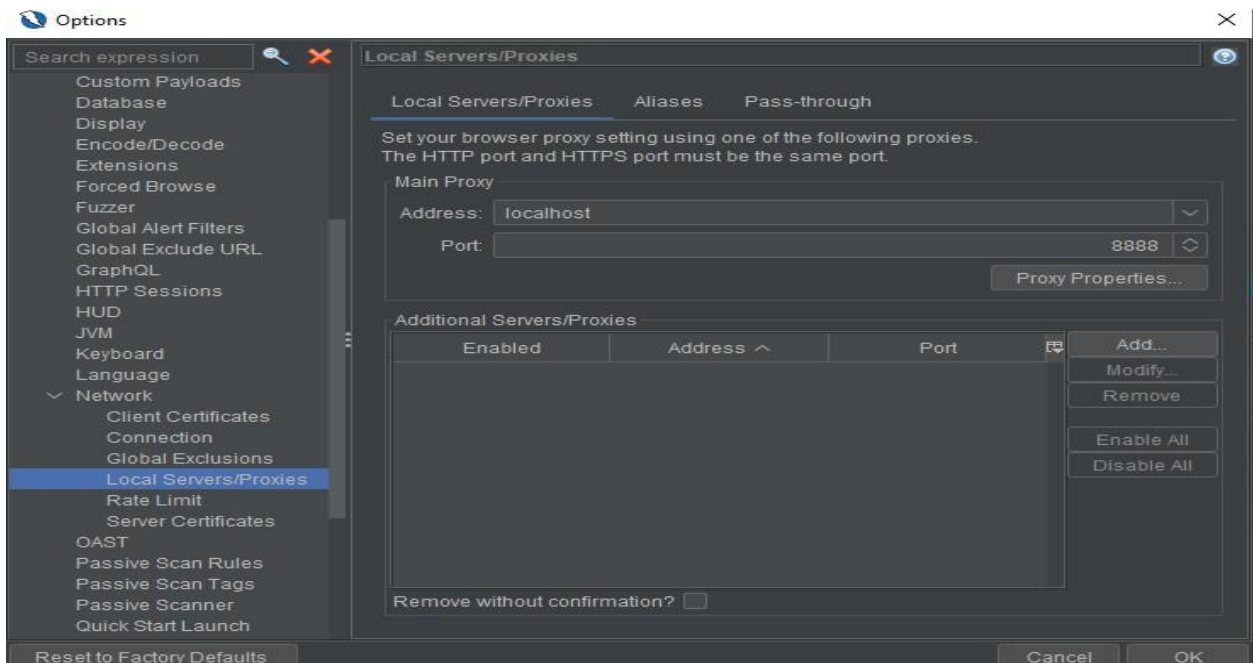 Options
Search expression
Custom Payloads
Database
Display
Encode/Decode
Extensions
Forced Browse
Fuzzer
Global Alert Filters
Global Exclude URL
GraphQL
HTTP Sessions
HUD
JVM
Keyboard
Language
Network
Client Certificates
Connection
Global Exclusions
Local Servers/Proxies
Rate Limit
Server Certificates
OAST
Passive Scan Rules
Passive Scan Tags
Passive Scanner
Quick Start Launch
Reset to Factory Defaults
Local Servers/Proxies
Local Servers/Proxies Aliases Pass-through
Set your browser proxy setting using one of the following proxies.
The HTTP port and HTTPS port must be the same port.
Main Proxy
Address: localhost
Port: 8888
Proxy Properties...
Additional Servers/Proxies
Enabled Address Port
Add...
Modify...
Remove
Enable All
Disable All
Remove without confirmation?
Cancel OK